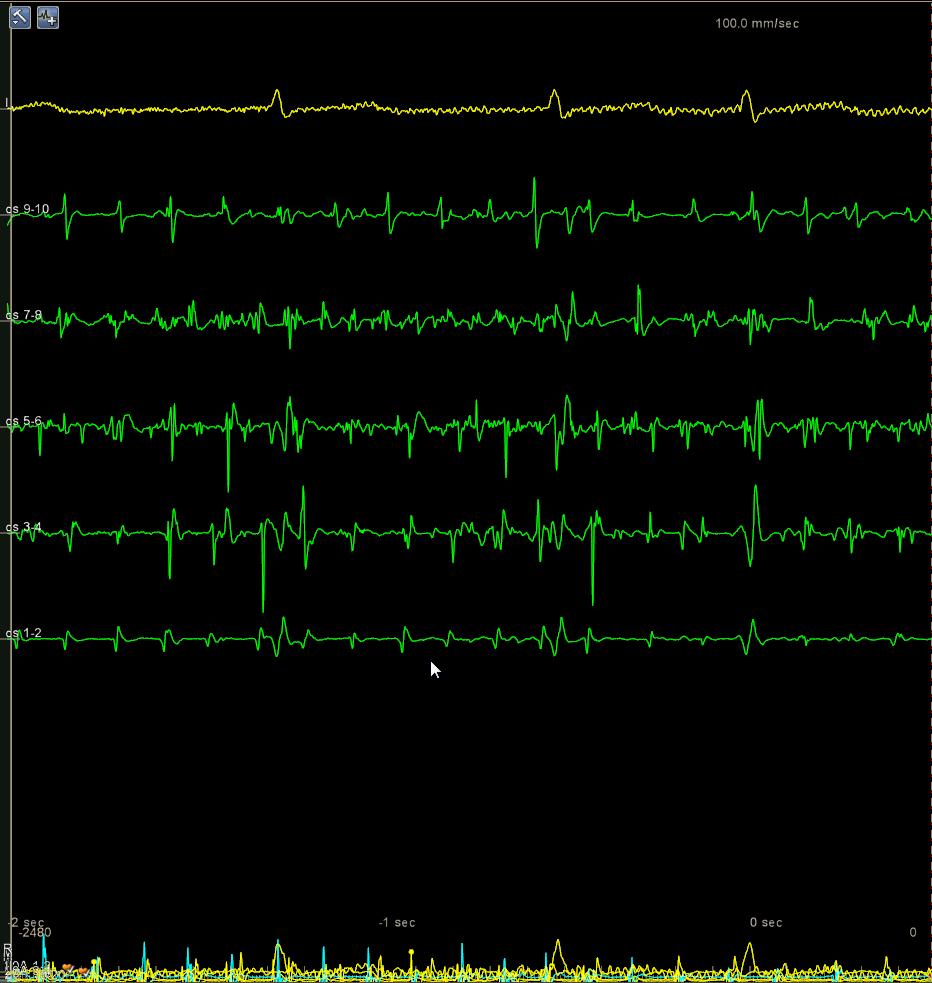 100.0 mm/sec
I
cs 9-10
cs 7-8
cs 5-6
cs 3-4
cs 1-2
-2 sec
-1 sec
0 sec
-2480
0